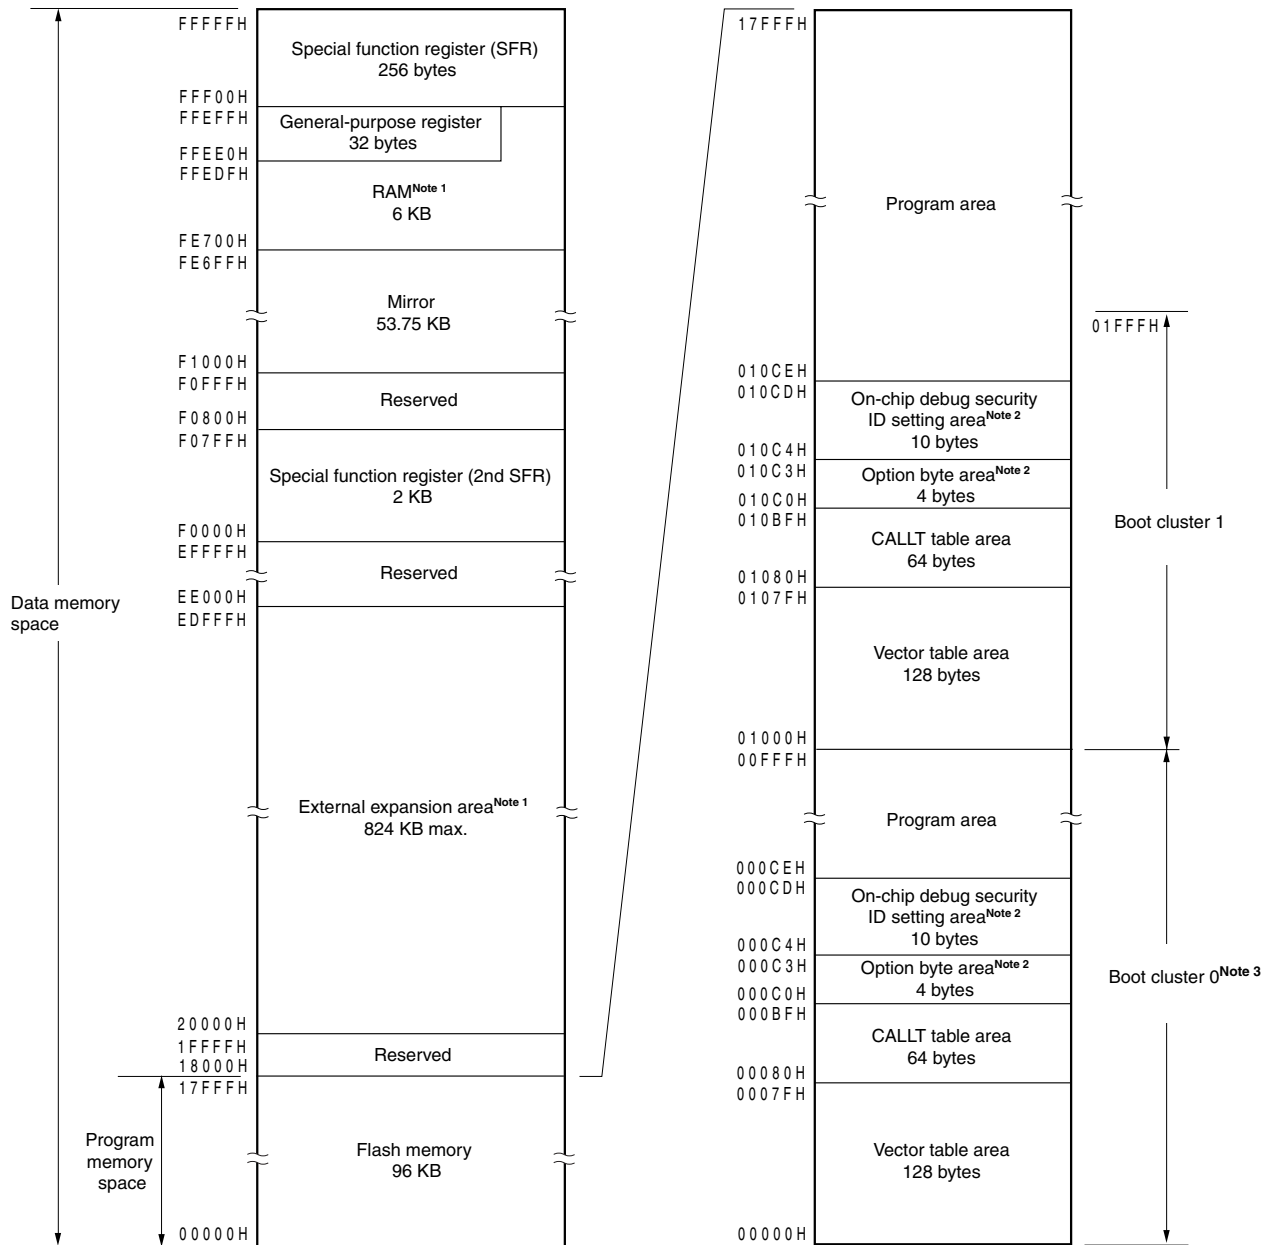 FFFFFH
Special function register (SFR)
256 bytes
FFF00H
FFEFFH
General-purpose register
32 bytes
FFEE0H
FFEDFH
RAMNote 1
6 KB
FE700H
FE6FFH
Mirror
53.75 KB
F1000H
F0FFFH
Reserved
F0800H
F07FFH
Special function register (2nd SFR)
2 KB
F0000H
EFFFFH
Reserved
EE000H
EDFFFH
Data memory
space
External expansion areaNote 1
824 KB max.
20000H
1FFFFH
Reserved
18000H
17FFFH
Program
memory
space
Flash memory
96 KB
00000H
17FFFH
Program area
01FFFH
010CEH
010CDH
On-chip debug security
ID setting areaNote 2
10 bytes
010C4H
010C3H
Option byte areaNote 2
4 bytes
010C0H
010BFH
Boot cluster 1
CALLT table area
64 bytes
01080H
0107FH
Vector table area
128 bytes
01000H
00FFFH
Program area
000CEH
000CDH
On-chip debug security
ID setting areaNote 2
10 bytes
000C4H
000C3H
Option byte areaNote 2
4 bytes
Boot cluster 0Note 3
000C0H
000BFH
CALLT table area
64 bytes
00080H
0007FH
Vector table area
128 bytes
00000H